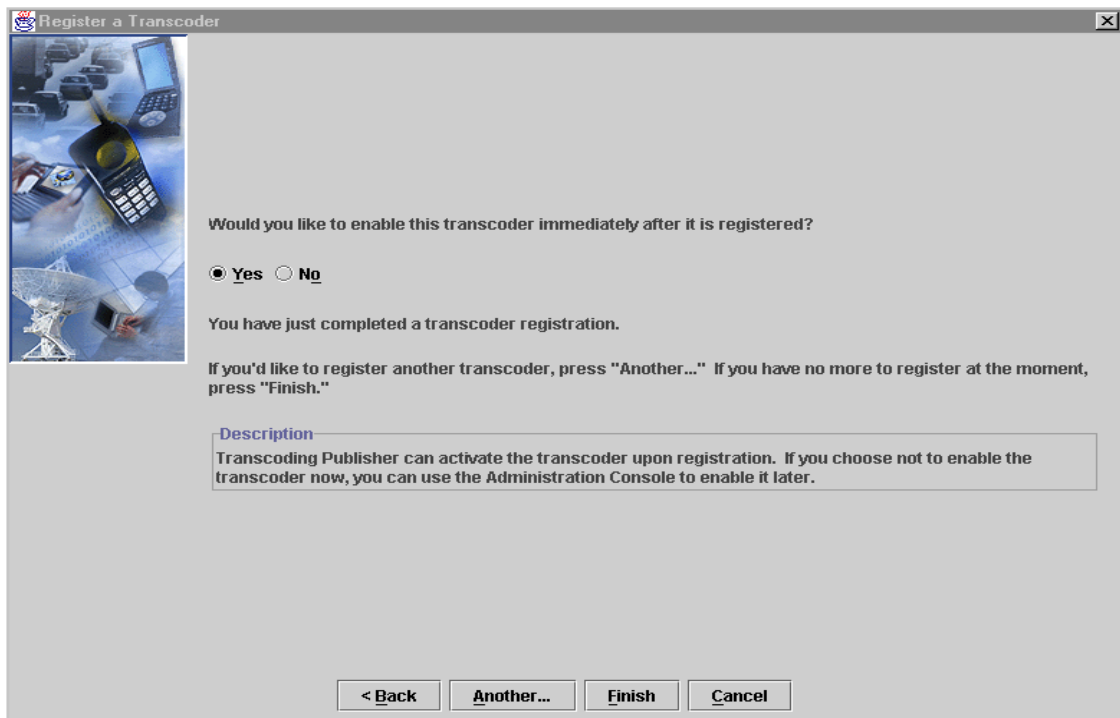 Register a Transcoder
Would you like to enable this transcoder immediately after it is registered?
Yes No
You have just completed a transcoder registration.
If you'd like to register another transcoder, press "Another..." If you have no more to register at the moment,
press "Finish."
Description
Transcoding Publisher can activate the transcoder upon registration. If you choose not to enable the
transcoder now, you can use the Administration Console to enable it later.
< Back Another... Finish Cancel